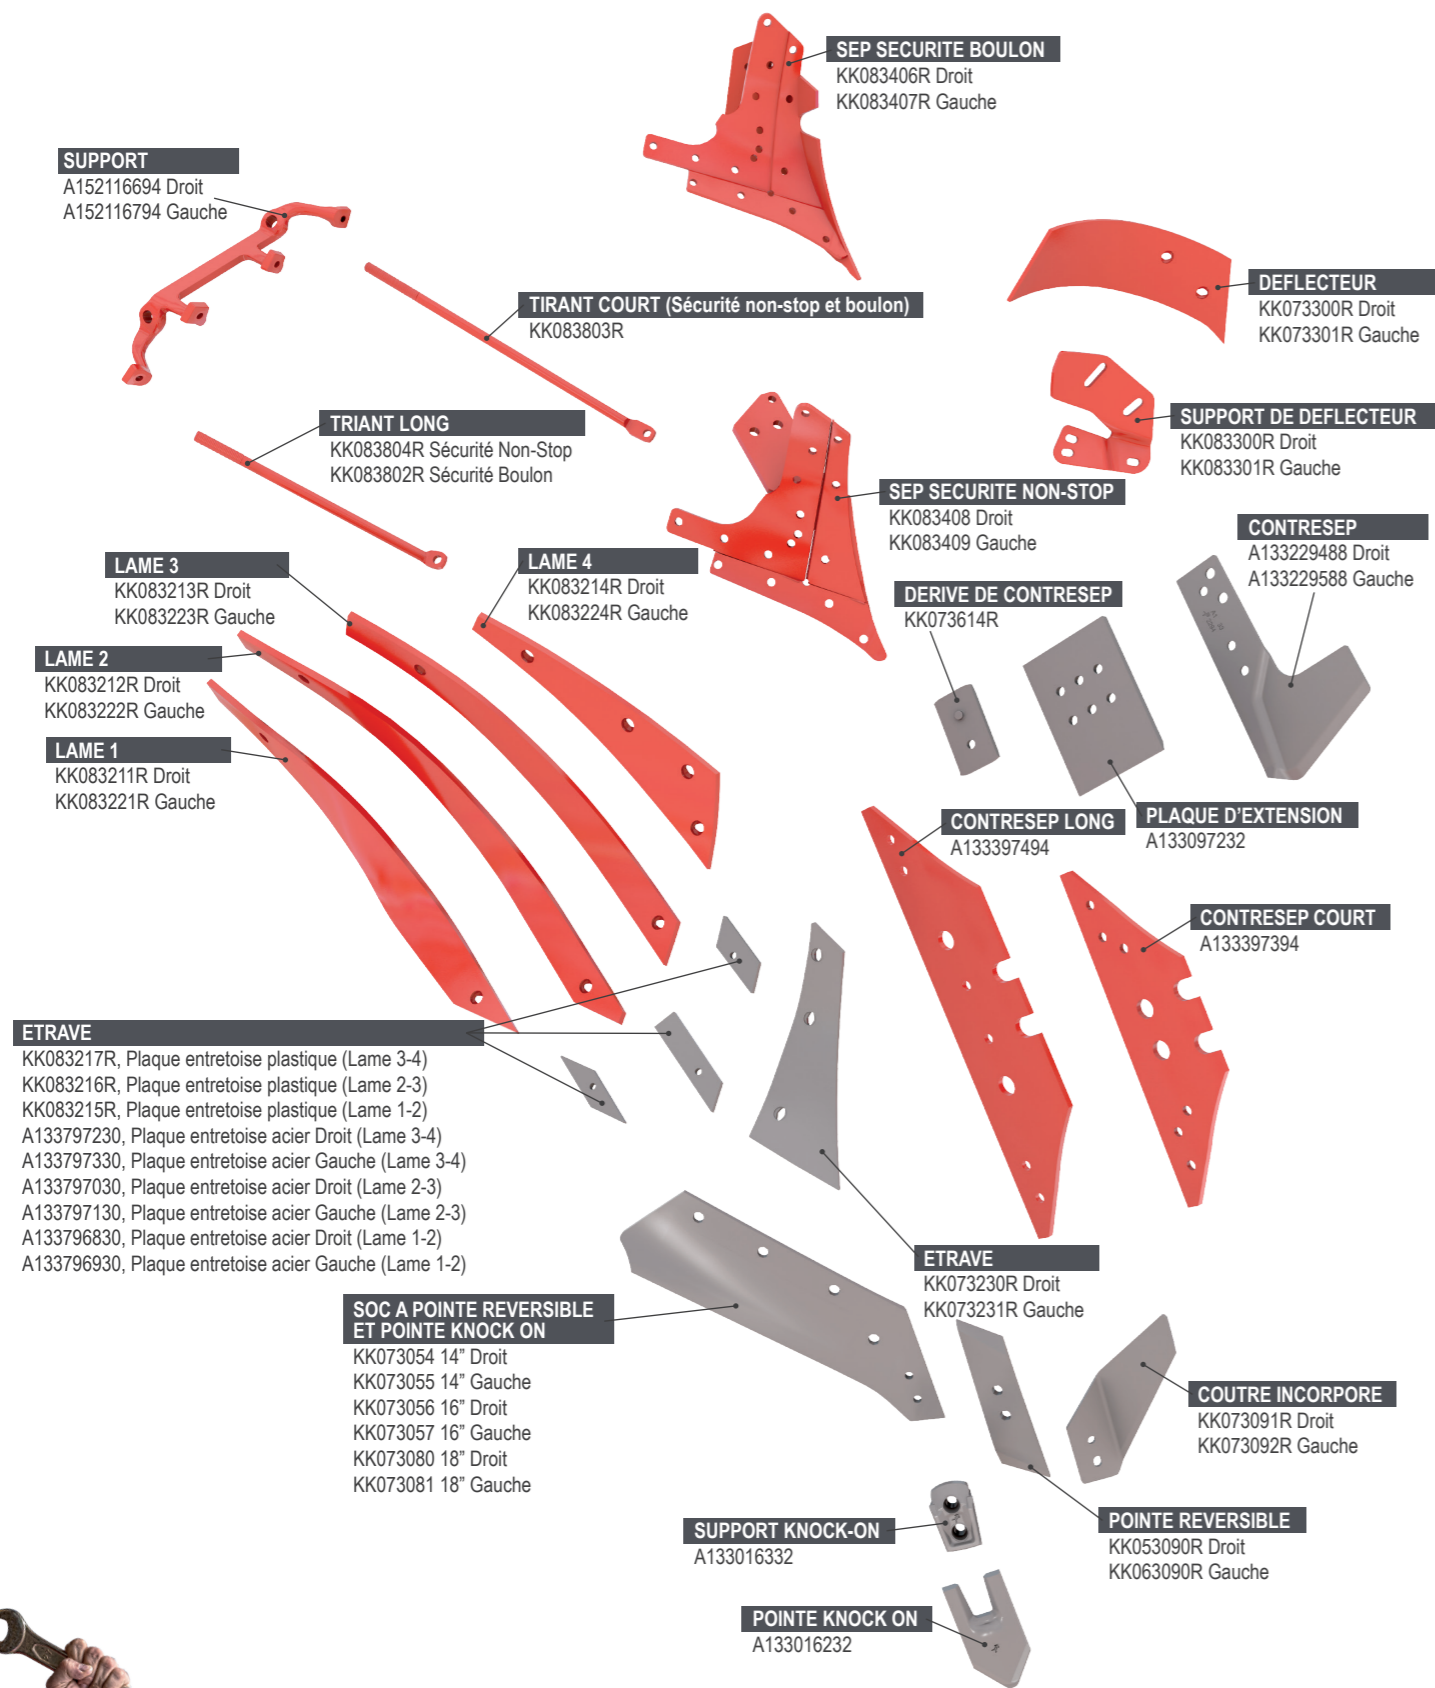 SEP SECURITE BOULON
KK083406R Droit
KK083407R Gauche
SUPPORT
A152116694 Droit
A152116794 Gauche
DEFLECTEUR
KK073300R Droit
KK073301R Gauche
TIRANT COURT (Sécurité non-stop et boulon)
KK083803R
SUPPORT DE DEFLECTEUR
KK083300R Droit
KK083301R Gauche
TRIANT LONG
KK083804R Sécurité Non-Stop
KK083802R Sécurité Boulon
SEP SECURITE NON-STOP
KK083408 Droit
KK083409 Gauche
CONTRESEP
A133229488 Droit
A133229588 Gauche
LAME 3
KK083213R Droit
KK083223R Gauche
LAME 4
KK083214R Droit
KK083224R Gauche
DERIVE DE CONTRESEP
KK073614R
LAME 2
KK083212R Droit
KK083222R Gauche
LAME 1
KK083211R Droit
KK083221R Gauche
CONTRESEP LONG
A133397494
PLAQUE D'EXTENSION
A133097232
CONTRESEP COURT
A133397394
ETRAVE
KK083217R, Plaque entretoise plastique (Lame 3-4)
KK083216R, Plaque entretoise plastique (Lame 2-3)
KK083215R, Plaque entretoise plastique (Lame 1-2)
A133797230, Plaque entretoise acier Droit (Lame 3-4)
A133797330, Plaque entretoise acier Gauche (Lame 3-4)
A133797030, Plaque entretoise acier Droit (Lame 2-3)
A133797130, Plaque entretoise acier Gauche (Lame 2-3)
A133796830, Plaque entretoise acier Droit (Lame 1-2)
A133796930, Plaque entretoise acier Gauche (Lame 1-2)
ETRAVE
KK073230R Droit
KK073231R Gauche
SOC A POINTE REVERSIBLE
ET POINTE KNOCK ON
KK073054 14” Droit
KK073055 14” Gauche
KK073056 16” Droit
KK073057 16” Gauche
KK073080 18” Droit
KK073081 18” Gauche
COUTRE INCORPORE
KK073091R Droit
KK073092R Gauche
POINTE REVERSIBLE
KK053090R Droit
KK063090R Gauche
SUPPORT KNOCK-ON
A133016332
POINTE KNOCK ON
A133016232